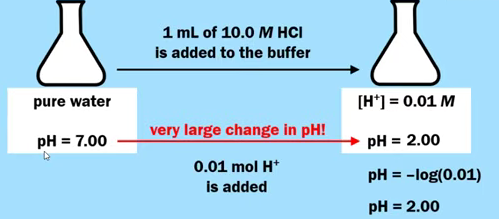 1 mL of 10.0 M HCl
is added to the buffer
pure water
[H⁺] = 0.01 M
pH = 7.00
very large change in pH!
pH = 2.00
0.01 mol H⁺
is added
pH = –log(0.01)
pH = 2.00